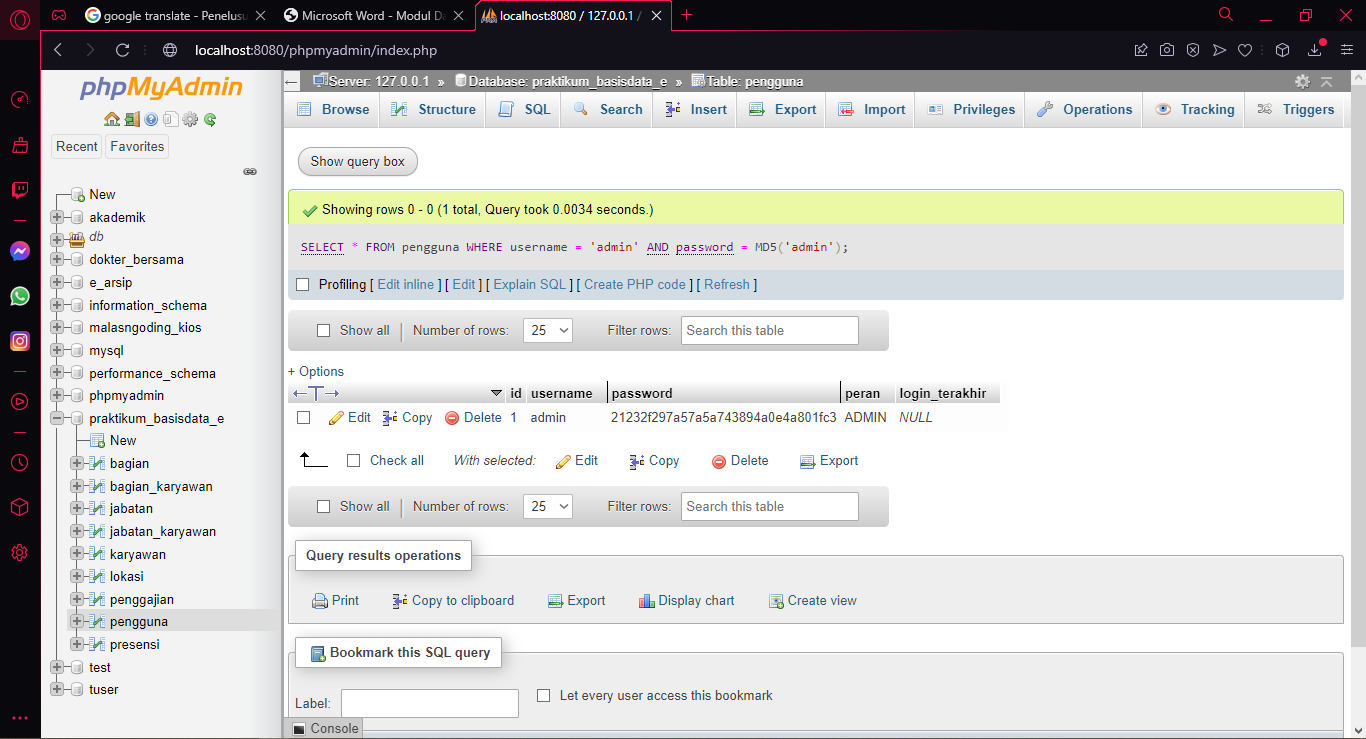 google translate - Penelusu
Microsoft Word - Modul Da
localhost:8080 / 127.0.0.1 /
localhost:8080/phpmyadmin/index.php
phpMyAdmin
Recent
Favorites
New
akademik
db
dokter_bersama
e_arsip
information_schema
malasngoding_kios
mysql
performance_schema
phpmyadmin
praktikum_basisdata_e
New
bagian
bagian_karyawan
jabatan
jabatan_karyawan
karyawan
lokasi
penggajian
pengguna
presensi
test
tuser
Server: 127.0.0.1 » Database: praktikum_basisdata_e » Table: pengguna
Browse Structure SQL Search Insert Export Import Privileges Operations Tracking Triggers
Show query box
Showing rows 0 - 0 (1 total, Query took 0.0034 seconds.)
SELECT * FROM pengguna WHERE username = 'admin' AND password = MD5('admin');
Profiling [ Edit inline ] [ Edit ] [ Explain SQL ] [ Create PHP code ] [ Refresh ]
Show all Number of rows: 25 Filter rows: Search this table
+ Options
id username password peran login_terakhir
Edit Copy Delete 1 admin 21232f297a57a5a743894a0e4a801fc3 ADMIN NULL
Check all With selected: Edit Copy Delete Export
Show all Number of rows: 25 Filter rows: Search this table
Query results operations
Print Copy to clipboard Export Display chart Create view
Bookmark this SQL query
Label: Let every user access this bookmark
Console